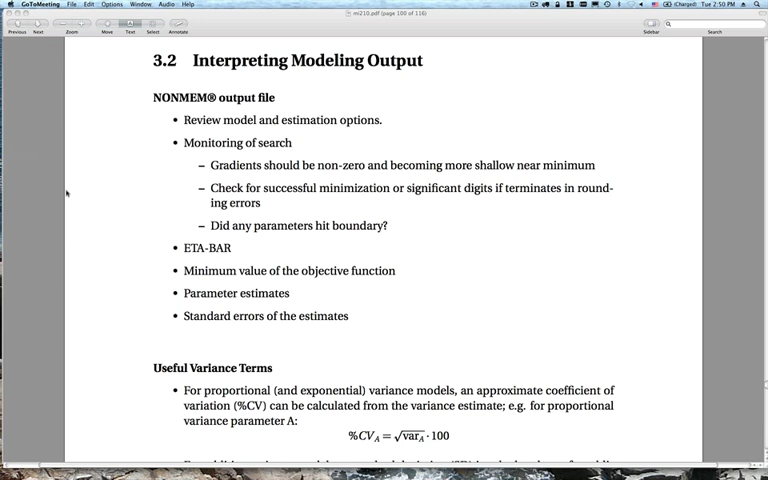 GoToMeeting File Edit Options Window Audio Help (Charged) Tue 2:50 PM
mi210.pdf (page 100 of 116)
Previous Next Zoom Move Text Select Annotate Sidebar Search
3.2 Interpreting Modeling Output
NONMEM® output file
• Review model and estimation options.
• Monitoring of search
– Gradients should be non-zero and becoming more shallow near minimum
– Check for successful minimization or significant digits if terminates in round-
ing errors
– Did any parameters hit boundary?
• ETA-BAR
• Minimum value of the objective function
• Parameter estimates
• Standard errors of the estimates
Useful Variance Terms
• For proportional (and exponential) variance models, an approximate coefficient of
variation (%CV) can be calculated from the variance estimate; e.g. for proportional
variance parameter A:
%CV_A = √var_A · 100